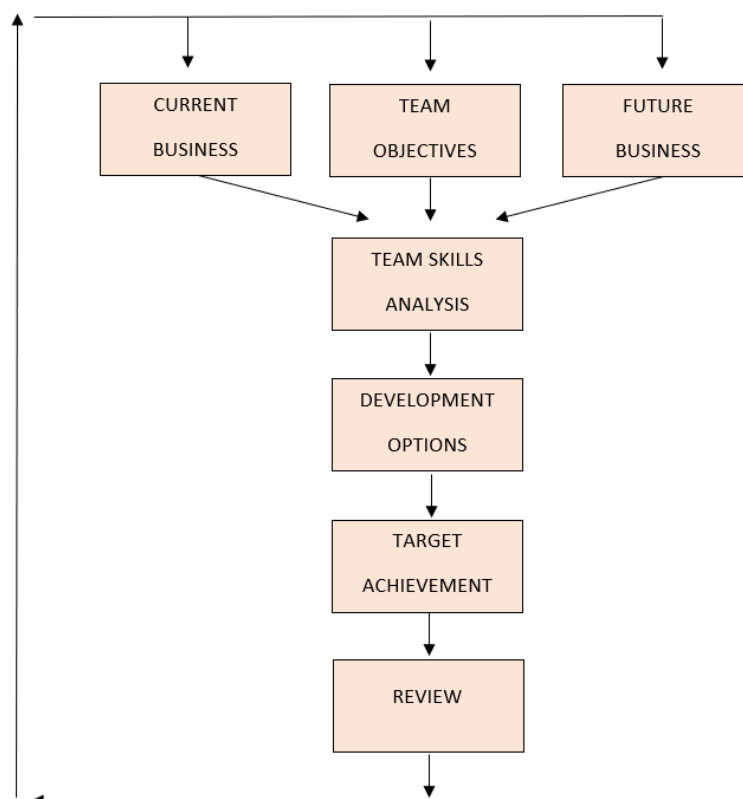 CURRENT
BUSINESS
TEAM
OBJECTIVES
FUTURE
BUSINESS
TEAM SKILLS
ANALYSIS
DEVELOPMENT
OPTIONS
TARGET
ACHIEVEMENT
REVIEW